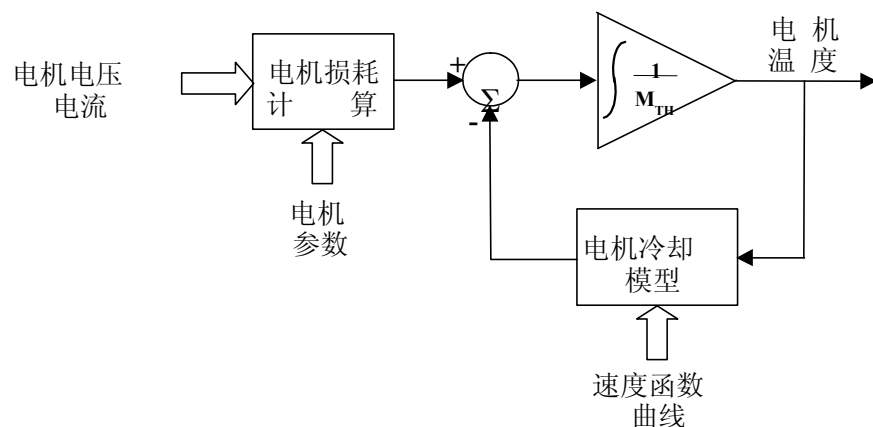 电机电压
电流
电机损耗
计 算
电机
参数
+
Σ
-
∫ 1
M_TH
电 机
温 度
电机冷却
模型
速度函数
曲线